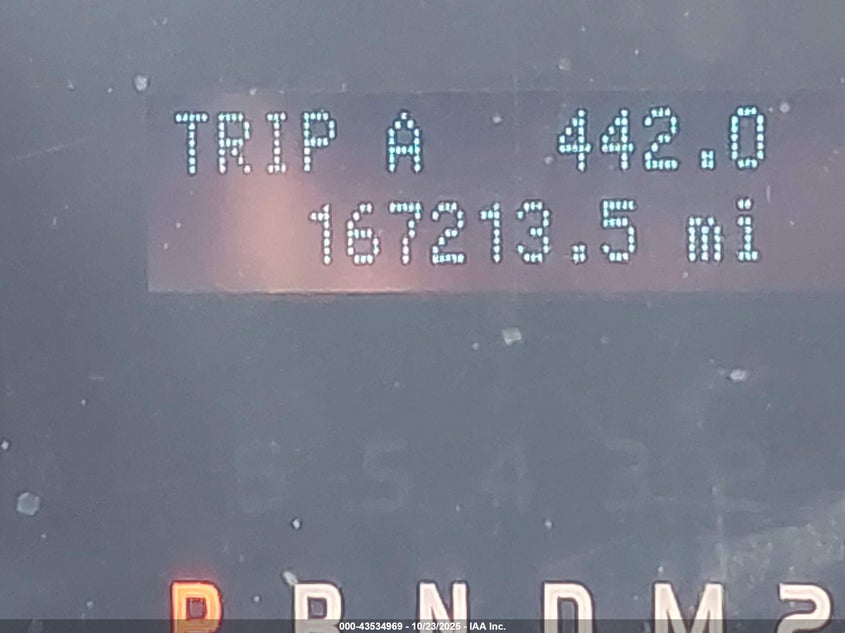 TRIP A 442.0
167213.5 mi
P R N D M 2
000-43534969 - 10/23/2025 - IAA Inc.